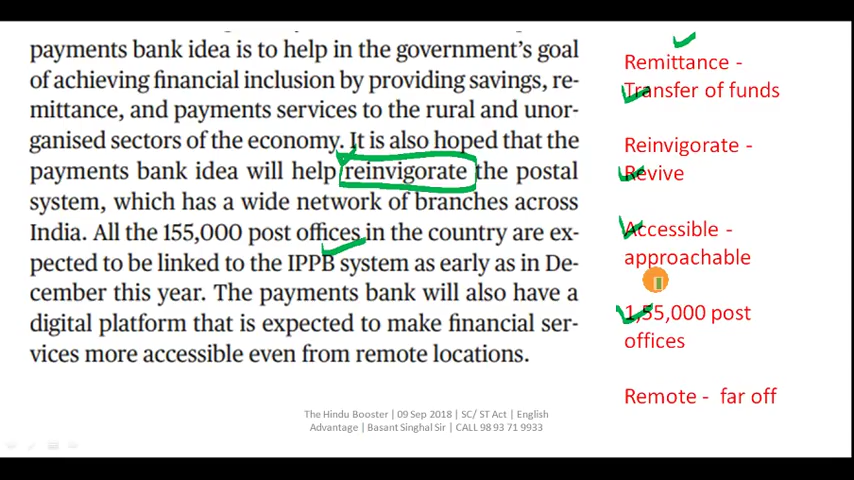 payments bank idea is to help in the government's goal
of achieving financial inclusion by providing savings, re-
mittance, and payments services to the rural and unor-
ganised sectors of the economy. It is also hoped that the
payments bank idea will help reinvigorate the postal
system, which has a wide network of branches across
India. All the 155,000 post offices in the country are ex-
pected to be linked to the IPPB system as early as in De-
cember this year. The payments bank will also have a
digital platform that is expected to make financial ser-
vices more accessible even from remote locations.
Remittance -
Transfer of funds
Reinvigorate -
Revive
Accessible -
approachable
1,55,000 post
offices
Remote - far off
The Hindu Booster | 09 Sep 2018 | SC/ ST Act | English
Advantage | Basant Singhal Sir | CALL 98 93 71 9933